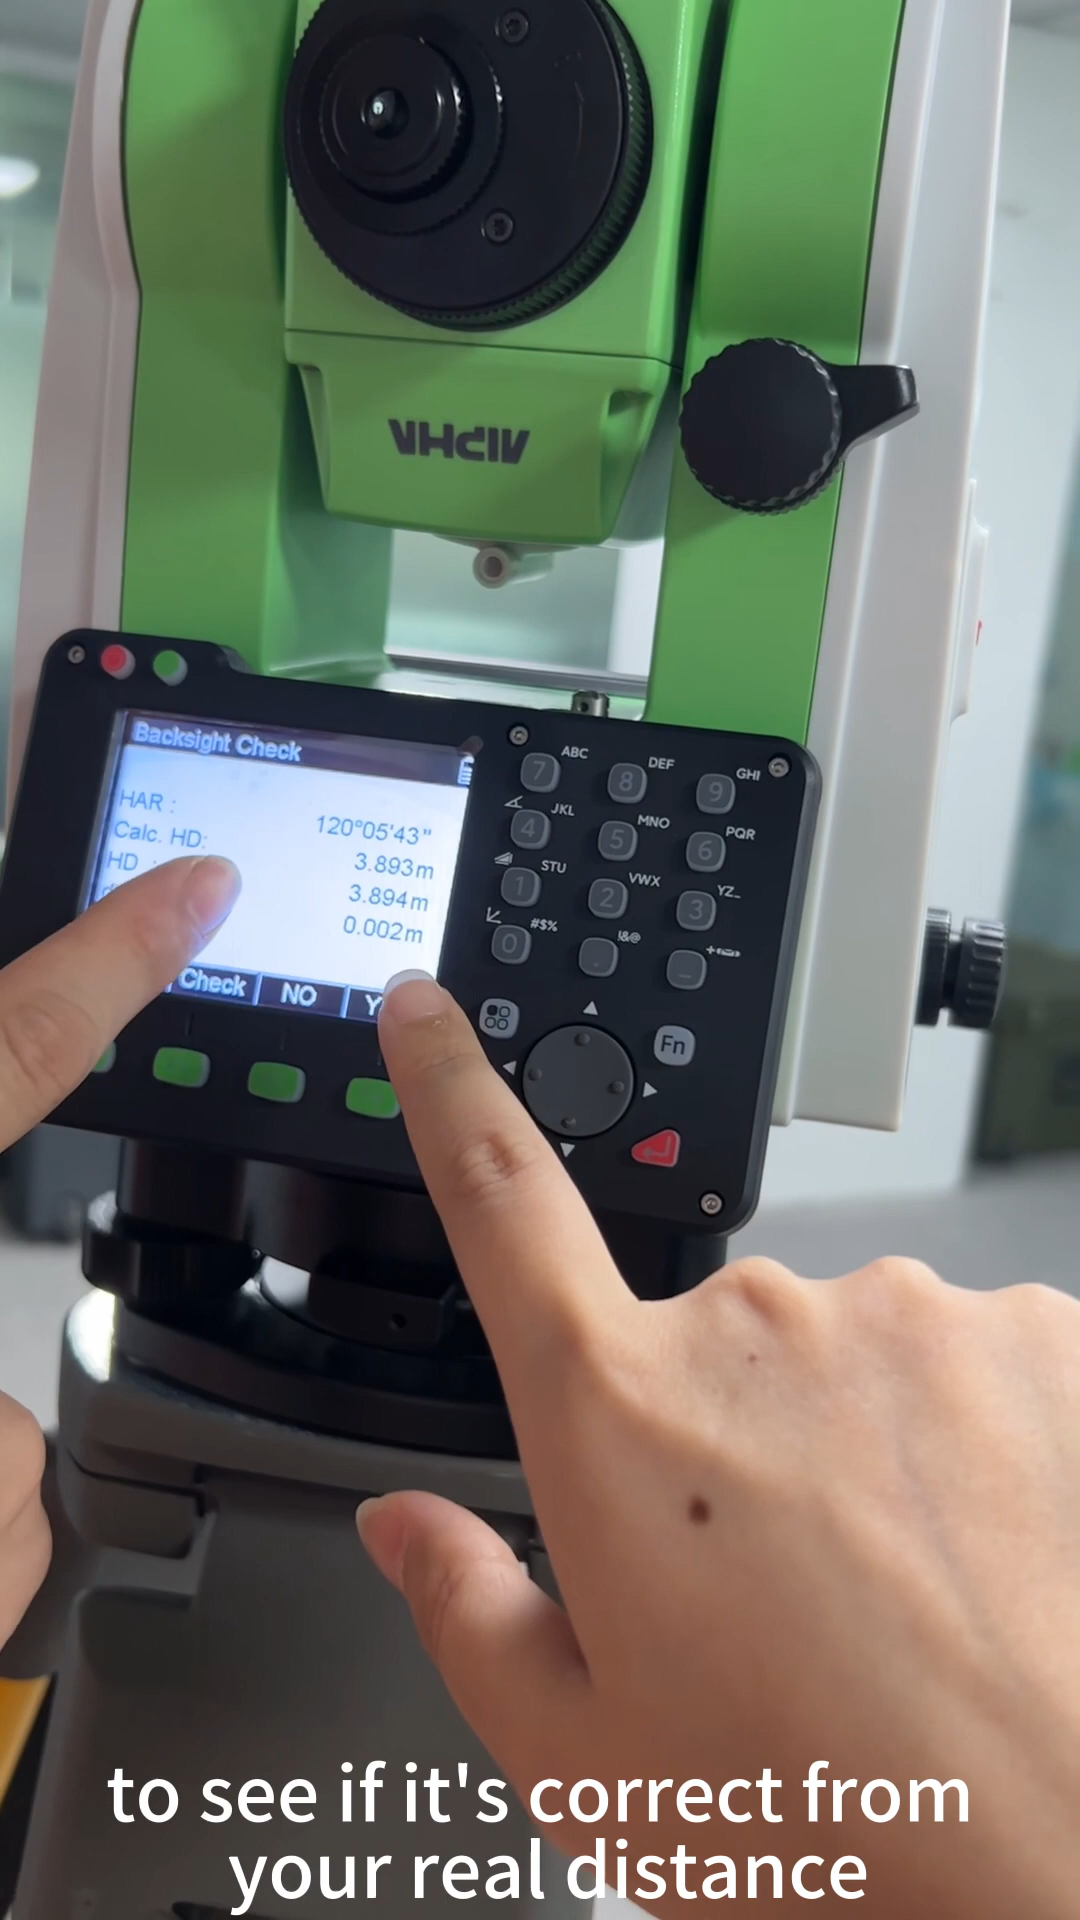 Backsight Check
HAR : 120°05'43"
Calc. HD: 3.893m
HD : 3.894m
0.002m
Check NO
ABC DEF GHI
7 8 9
JKL MNO PQR
4 5 6
STU VWX YZ_
1 2 3
#$% !&@
0 . _
Fn
to see if it's correct from
your real distance